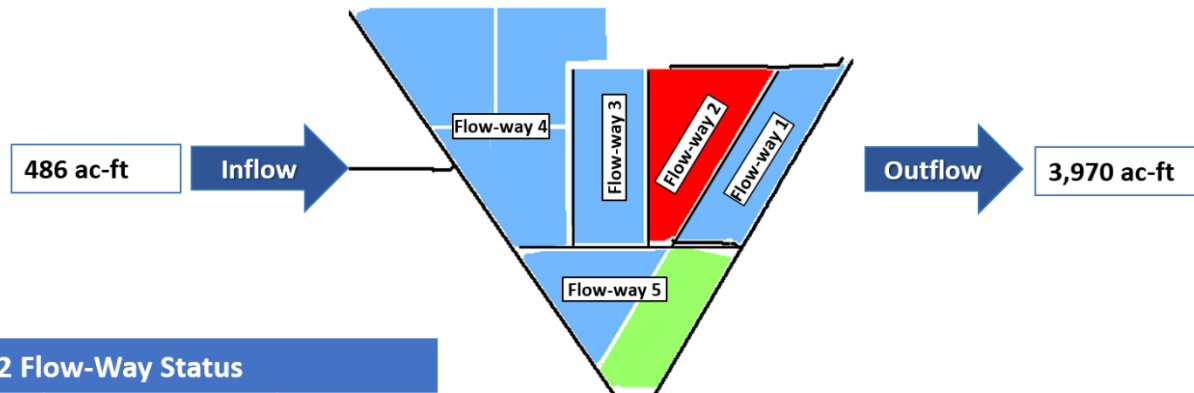 486 ac-ft
Inflow
Flow-way 4
Flow-way 3
Flow-way 2
Flow-way 1
Outflow
3,970 ac-ft
Flow-way 5
2 Flow-Way Status